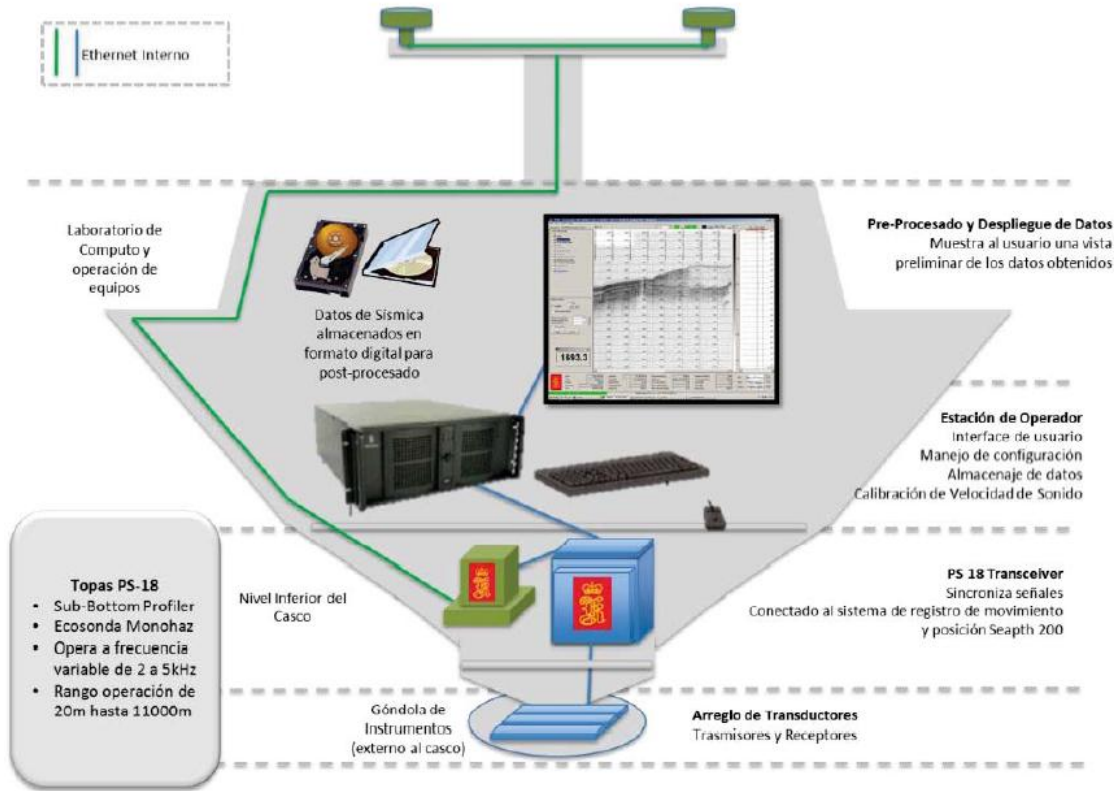 Ethernet Interno
Laboratorio de
Computo y
operación de
equipos
Datos de Sísmica
almacenados en
formato digital para
post-procesado
1893.3
Pre-Procesado y Despliegue de Datos
Muestra al usuario una vista
preliminar de los datos obtenidos
Estación de Operador
Interface de usuario
Manejo de configuración
Almacenaje de datos
Calibración de Velocidad de Sonido
Topas PS-18
• Sub-Bottom Profiler
• Ecosonda Monohaz
• Opera a frecuencia
variable de 2 a 5kHz
• Rango operación de
20m hasta 11000m
Nivel Inferior del
Casco
PS 18 Transceiver
Sincroniza señales
Conectado al sistema de registro de movimiento
y posición Seapth 200
Góndola de
Instrumentos
(externo al casco)
Arreglo de Transductores
Trasmisores y Receptores